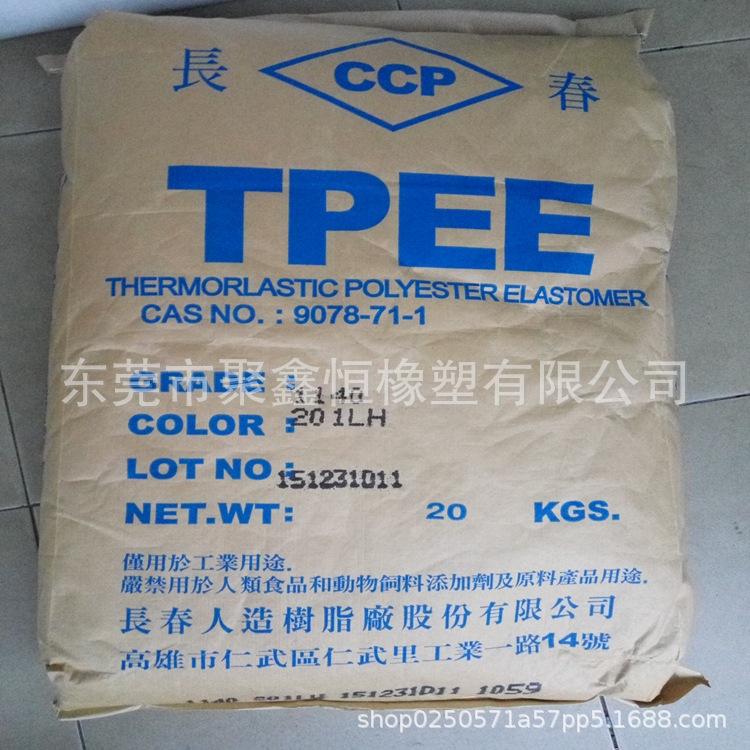 長 CCP 春
TPEE
THERMORLASTIC POLYESTER ELASTOMER
CAS NO. : 9078-71-1
东莞市聚鑫恒橡塑有限公司
GRADE : 1140
COLOR : 201LH
LOT NO : 151231D11
NET.WT: 20 KGS.
僅用於工業用途.
嚴禁用於人類食品和動物飼料添加劑及原料產品用途.
長春人造樹脂廠股份有限公司
高雄市仁武區仁武里工業一路14號
1140 201LH 151231D11 1059
shop0250571a57pp5.1688.com